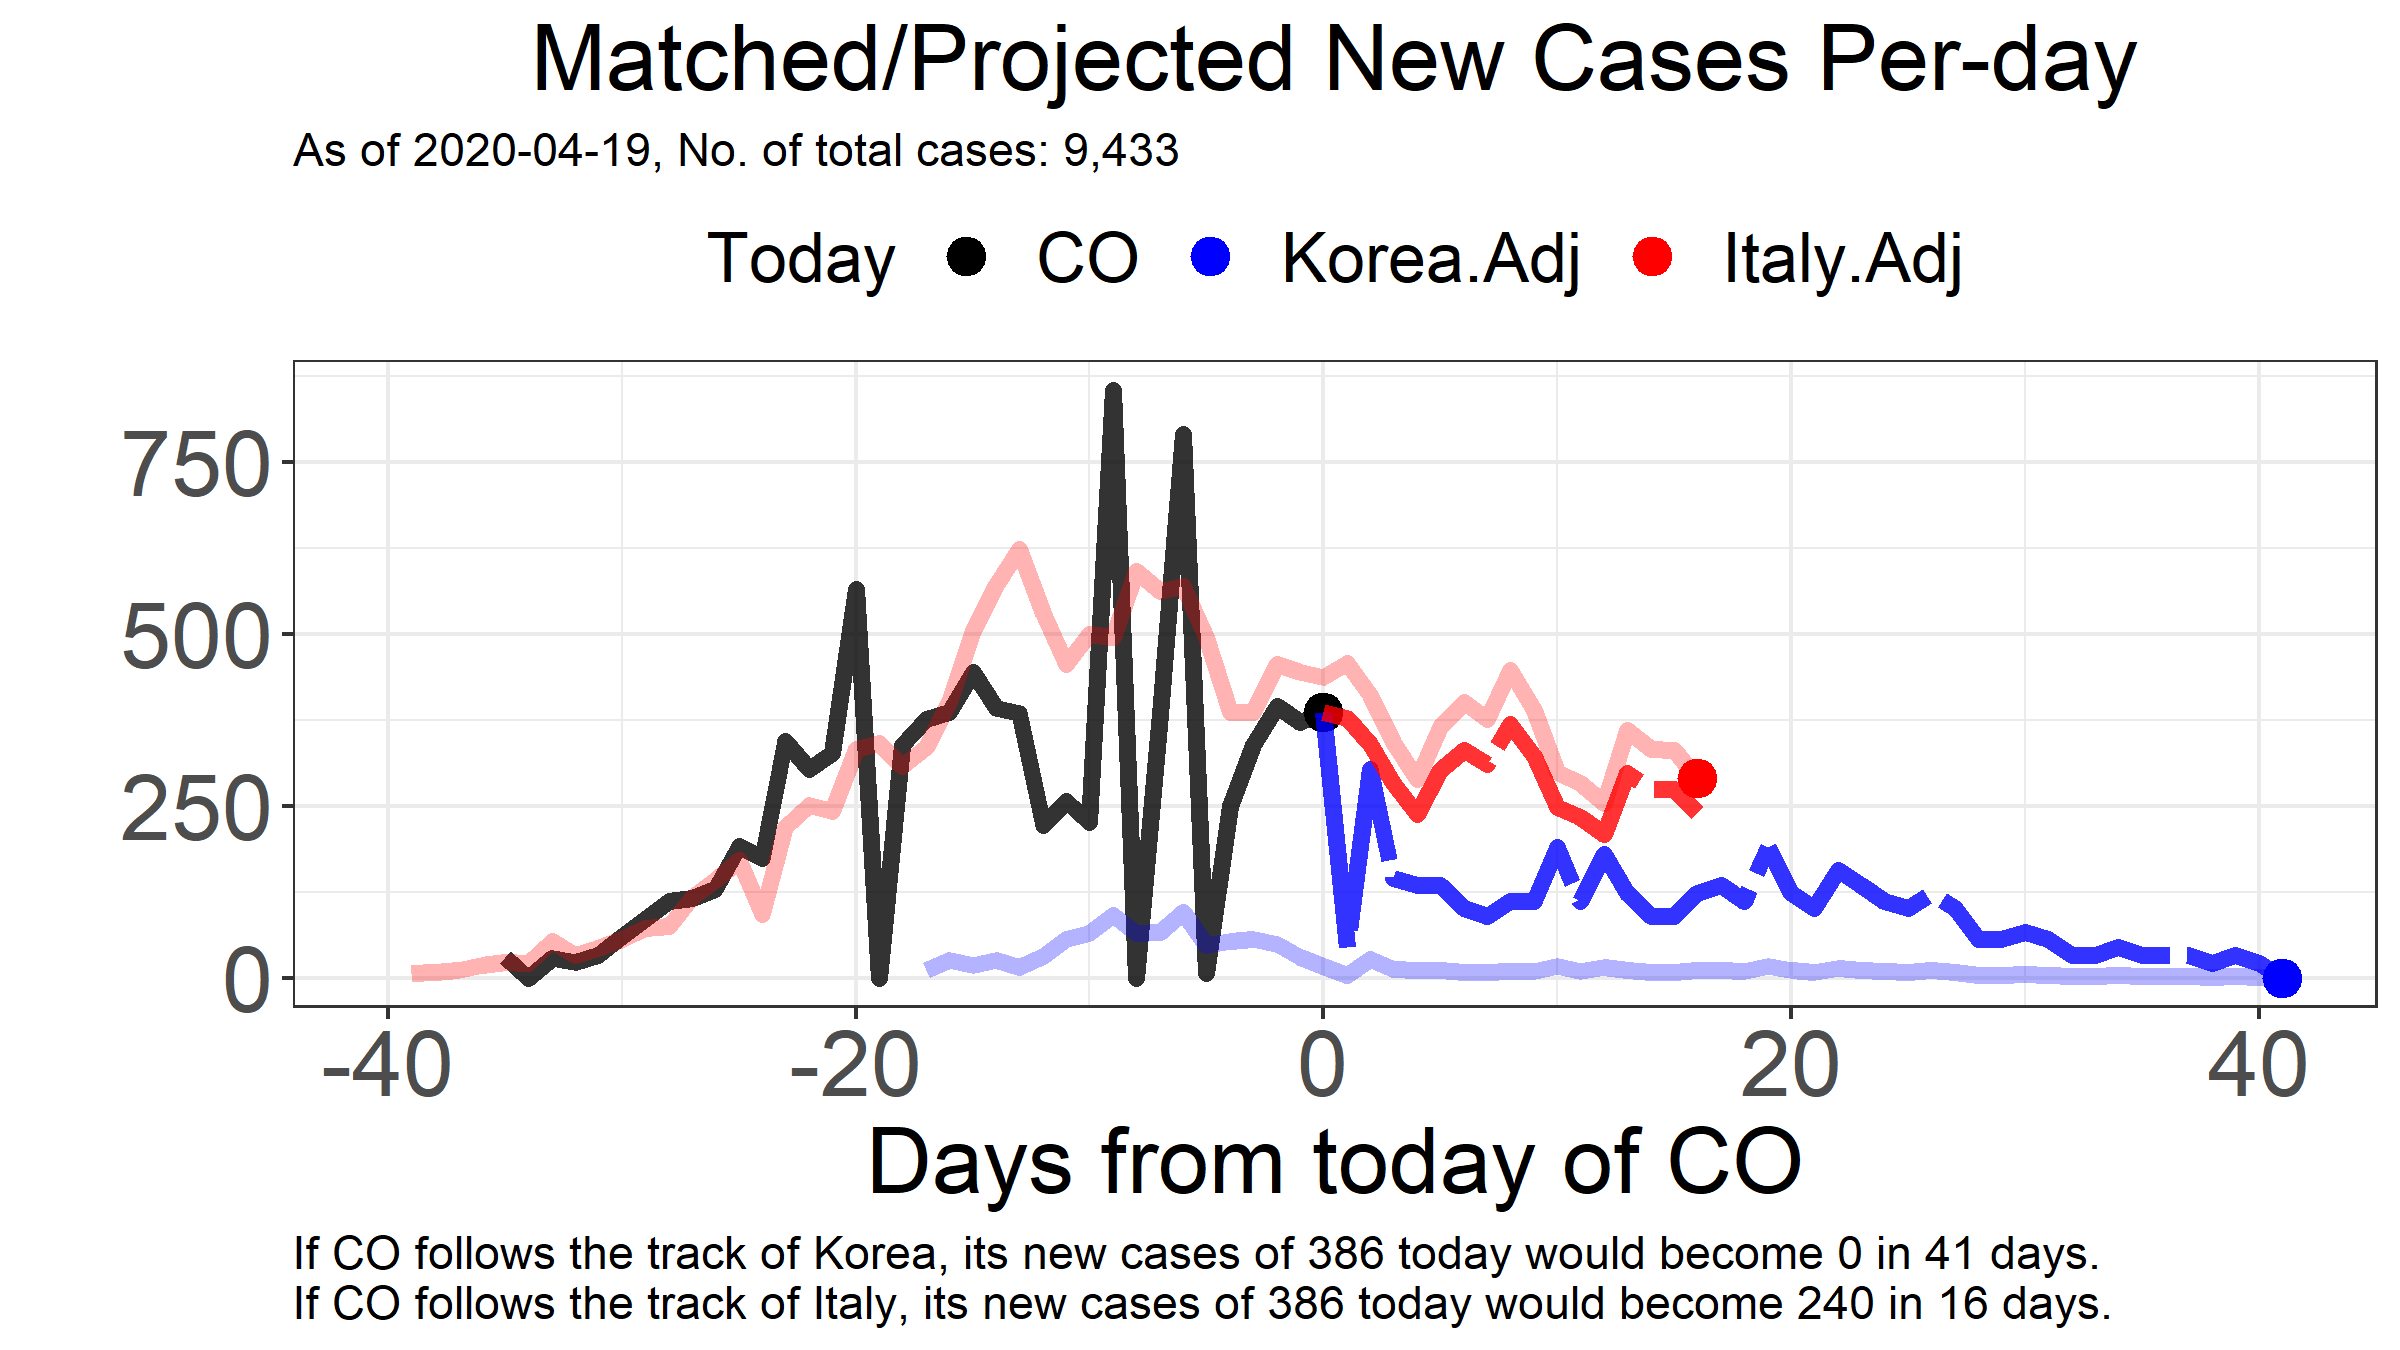 Matched/Projected New Cases Per-day
As of 2020-04-19, No. of total cases: 9,433
Today CO Korea.Adj Italy.Adj
750
500
250
0
-40 -20 0 20 40
Days from today of CO
If CO follows the track of Korea, its new cases of 386 today would become 0 in 41 days.
If CO follows the track of Italy, its new cases of 386 today would become 240 in 16 days.